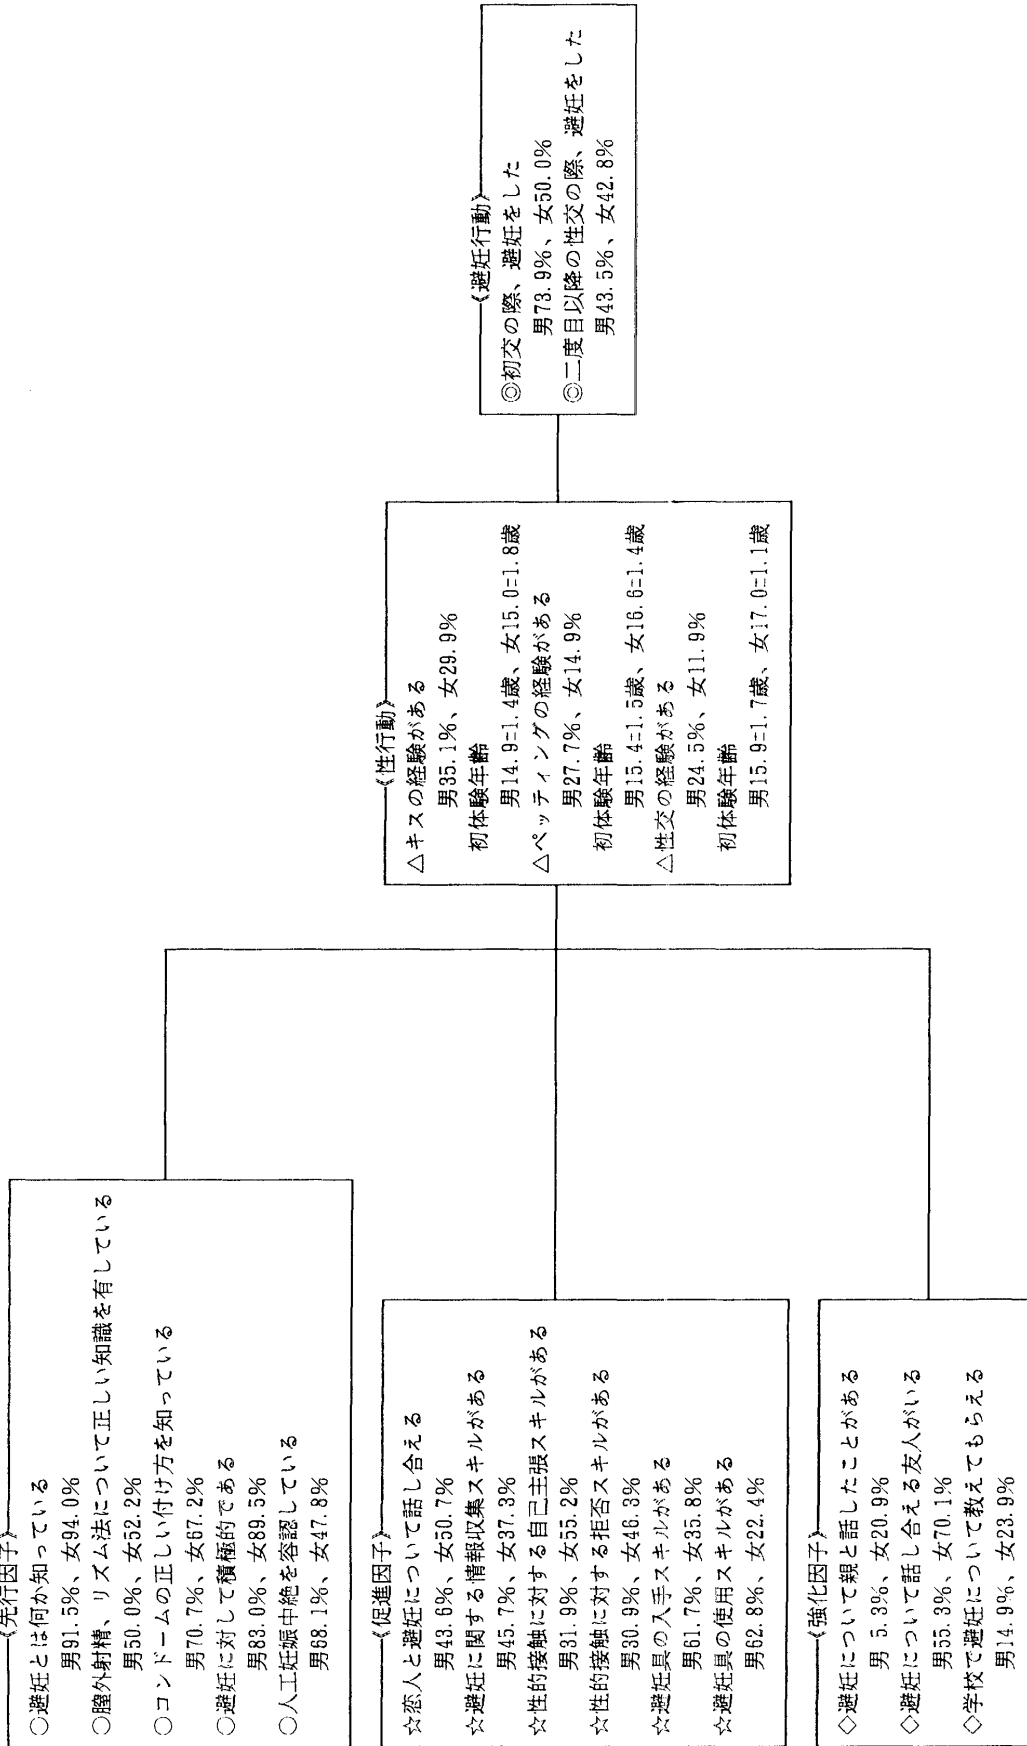 《先行因子》
○避妊とは何か知っている
男91.5%、女94.0%
○膣外射精、リズム法について正しい知識を有している
男50.0%、女52.2%
○コンドームの正しい付け方を知っている
男70.7%、女67.2%
○避妊に対して積極的である
男83.0%、女89.5%
○人工妊娠中絶を容認している
男68.1%、女47.8%
《促進因子》
☆恋人と避妊について話し合える
男43.6%、女50.7%
☆避妊に関する情報収集スキルがある
男45.7%、女37.3%
☆性的接触に対する自己主張スキルがある
男31.9%、女55.2%
☆性的接触に対する拒否スキルがある
男30.9%、女46.3%
☆避妊具の入手スキルがある
男61.7%、女35.8%
☆避妊具の使用スキルがある
男62.8%、女22.4%
《強化因子》
◇避妊について親と話したことがある
男 5.3%、女20.9%
◇避妊について話し合える友人がいる
男55.3%、女70.1%
◇学校で避妊について教えてもらえる
男14.9%、女23.9%
《性行動》
△キスの経験がある
男35.1%、女29.9%
初体験年齢
男14.9±1.4歳、女15.0±1.8歳
△ペッティングの経験がある
男27.7%、女14.9%
初体験年齢
男15.4±1.5歳、女16.6±1.4歳
△性交の経験がある
男24.5%、女11.9%
初体験年齢
男15.9±1.7歳、女17.0±1.1歳
《避妊行動》
◎初交の際、避妊をした
男73.9%、女50.0%
◎二度目以降の性交の際、避妊をした
男43.5%、女42.8%